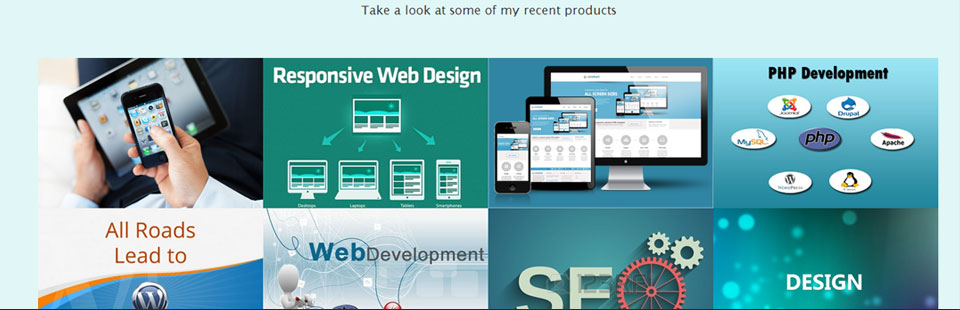 Take a look at some of my recent products
Responsive Web Design
Desktops Laptops Tablets Smartphones
PHP Development
Joomla!
Drupal
MySQL
php
Apache
WORDPRESS
All Roads
Lead to
WebDevelopment
SEO
DESIGN